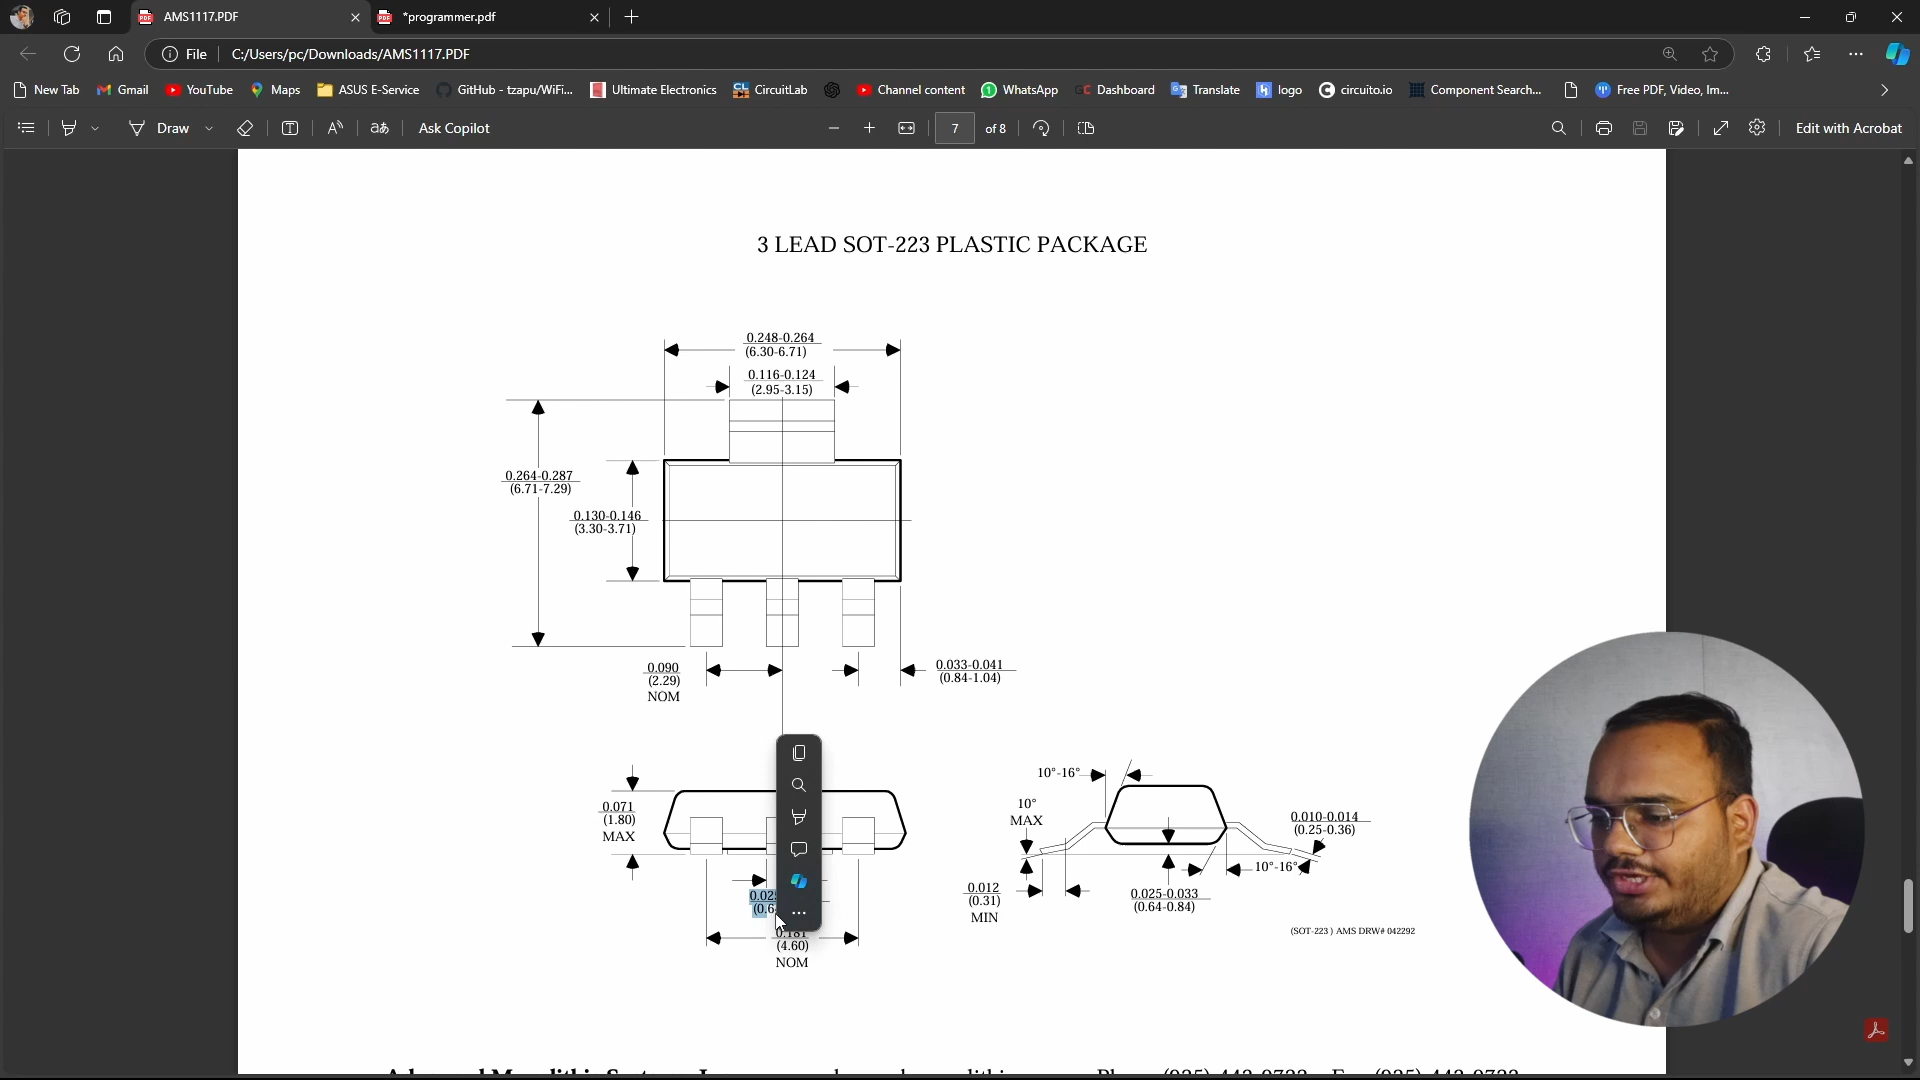 AMS1117.PDF
*programmer.pdf
File
C:/Users/pc/Downloads/AMS1117.PDF
New Tab
Gmail
YouTube
Maps
ASUS E-Service
GitHub - tzapu/WiFi...
Ultimate Electronics
CircuitLab
Channel content
WhatsApp
Dashboard
Translate
logo
circuito.io
Component Search...
Free PDF, Video, Im...
Draw
Ask Copilot
7
of 8
Edit with Acrobat
3 LEAD SOT-223 PLASTIC PACKAGE
0.248-0.264
(6.30-6.71)
0.116-0.124
(2.95-3.15)
0.264-0.287
(6.71-7.29)
0.130-0.146
(3.30-3.71)
0.090
(2.29)
NOM
0.033-0.041
(0.84-1.04)
0.071
(1.80)
MAX
0.181
(4.60)
NOM
10°-16°
10°
MAX
0.010-0.014
(0.25-0.36)
10°-16°
0.012
(0.31)
MIN
0.025-0.033
(0.64-0.84)
(SOT-223 ) AMS DRW# 042292